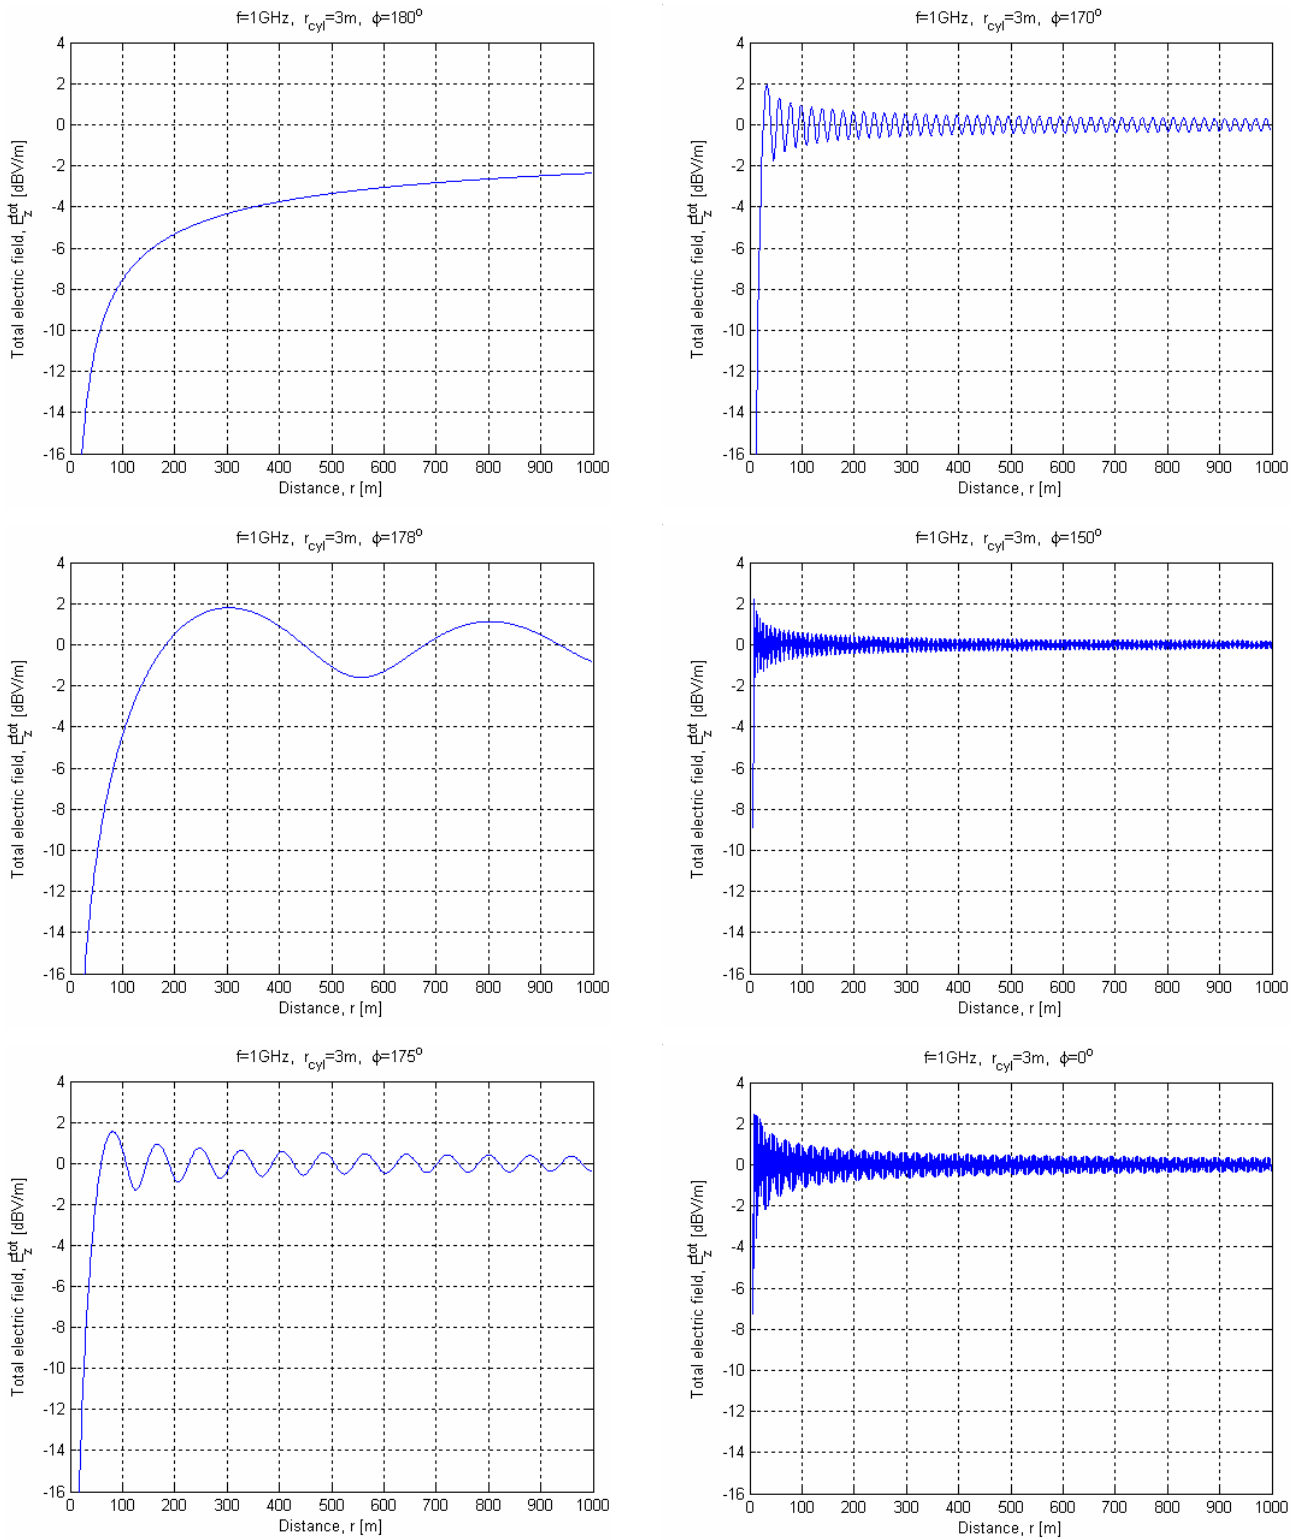 f=1GHz, r_cyl=3m, ϕ=180°
Total electric field, E_z^tot [dBV/m]
4
2
0
-2
-4
-6
-8
-10
-12
-14
-16
0 100 200 300 400 500 600 700 800 900 1000
Distance, r [m]
f=1GHz, r_cyl=3m, ϕ=170°
Total electric field, E_z^tot [dBV/m]
4
2
0
-2
-4
-6
-8
-10
-12
-14
-16
0 100 200 300 400 500 600 700 800 900 1000
Distance, r [m]
f=1GHz, r_cyl=3m, ϕ=178°
Total electric field, E_z^tot [dBV/m]
4
2
0
-2
-4
-6
-8
-10
-12
-14
-16
0 100 200 300 400 500 600 700 800 900 1000
Distance, r [m]
f=1GHz, r_cyl=3m, ϕ=150°
Total electric field, E_z^tot [dBV/m]
4
2
0
-2
-4
-6
-8
-10
-12
-14
-16
0 100 200 300 400 500 600 700 800 900 1000
Distance, r [m]
f=1GHz, r_cyl=3m, ϕ=175°
Total electric field, E_z^tot [dBV/m]
4
2
0
-2
-4
-6
-8
-10
-12
-14
-16
0 100 200 300 400 500 600 700 800 900 1000
Distance, r [m]
f=1GHz, r_cyl=3m, ϕ=0°
Total electric field, E_z^tot [dBV/m]
4
2
0
-2
-4
-6
-8
-10
-12
-14
-16
0 100 200 300 400 500 600 700 800 900 1000
Distance, r [m]